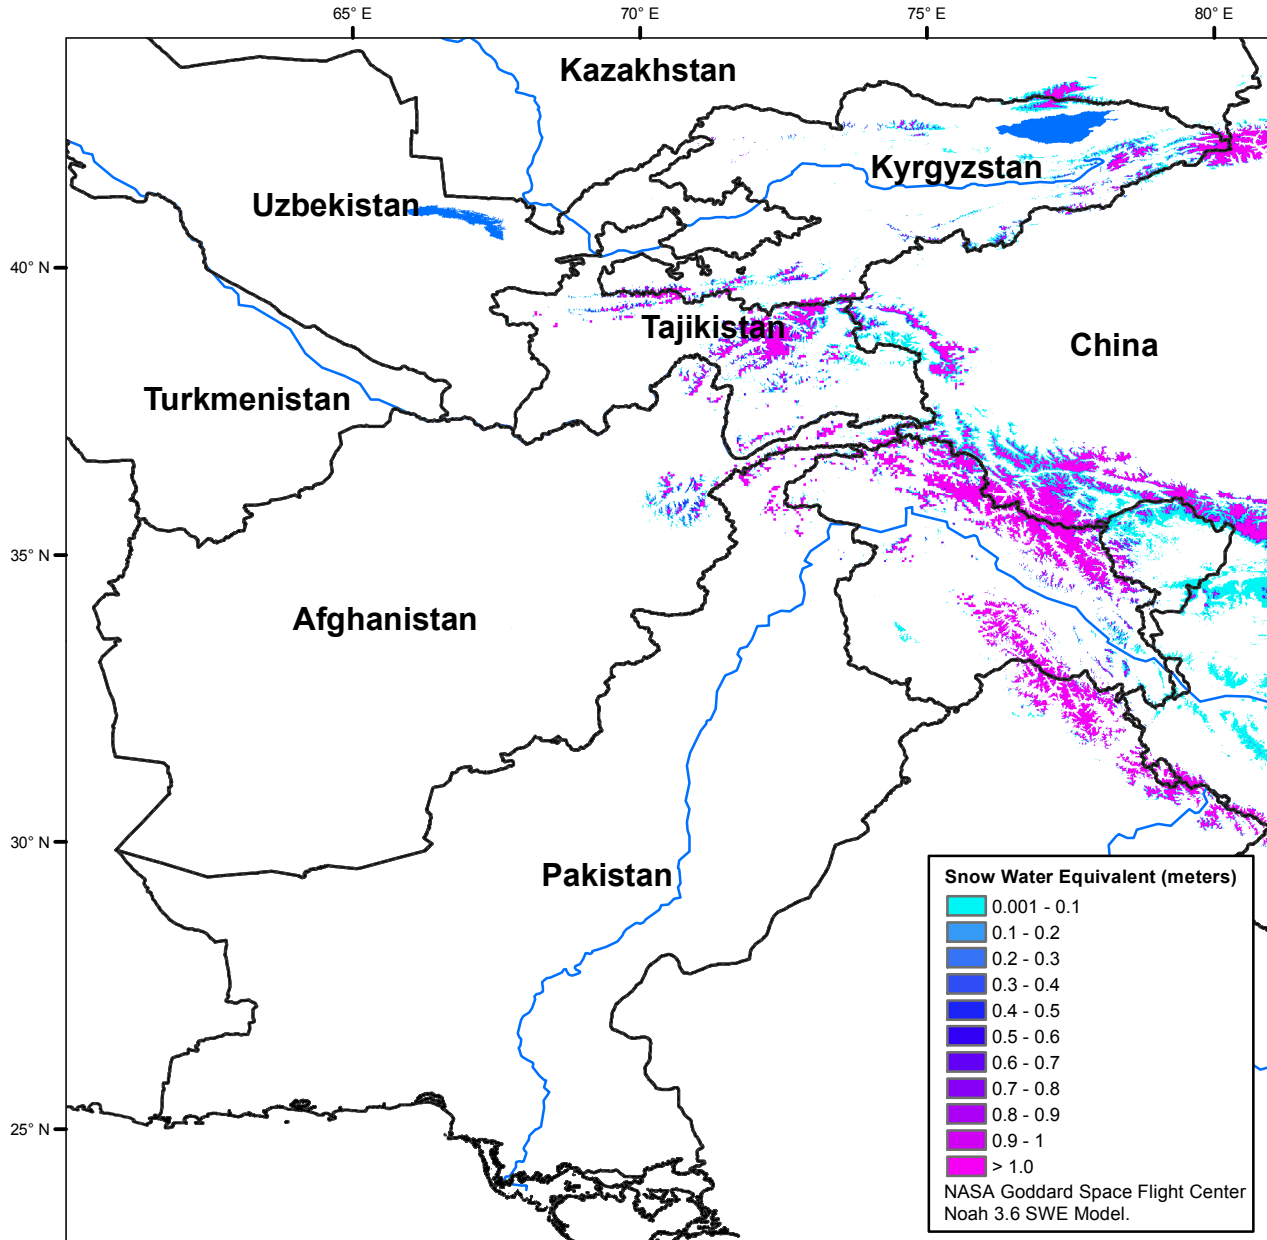 65° E
70° E
75° E
80° E
Kazakhstan
Kyrgyzstan
Uzbekistan
40° N
Tajikistan
China
Turkmenistan
35° N
Afghanistan
30° N
Pakistan
25° N
Snow Water Equivalent (meters)
0.001 - 0.1
0.1 - 0.2
0.2 - 0.3
0.3 - 0.4
0.4 - 0.5
0.5 - 0.6
0.6 - 0.7
0.7 - 0.8
0.8 - 0.9
0.9 - 1
> 1.0
NASA Goddard Space Flight Center
Noah 3.6 SWE Model.